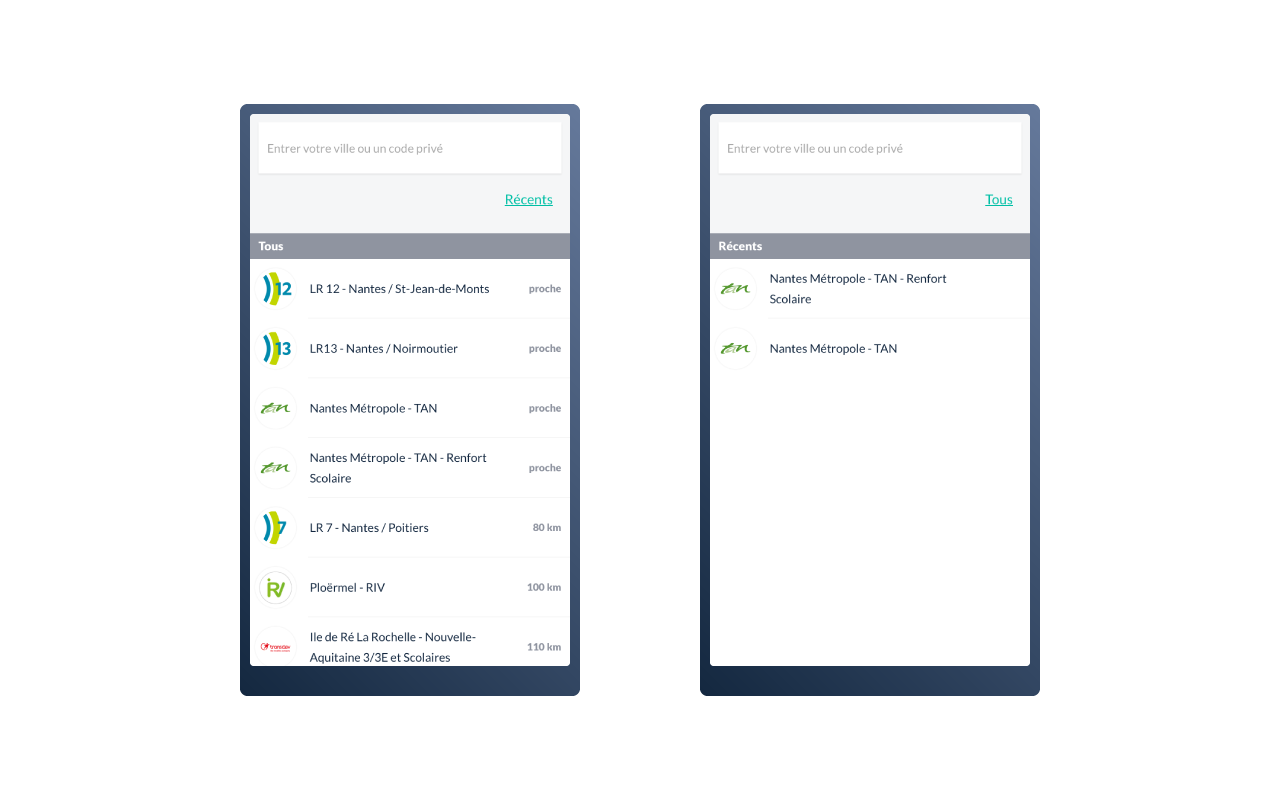 Entrer votre ville ou un code privé
Récents
Tous
12
LR 12 - Nantes / St-Jean-de-Monts
proche
13
LR13 - Nantes / Noirmoutier
proche
tan
Nantes Métropole - TAN
proche
tan
Nantes Métropole - TAN - Renfort
Scolaire
proche
7
LR 7 - Nantes / Poitiers
80 km
RIV
Ploërmel - RIV
100 km
transdev
Ile de Ré La Rochelle - Nouvelle-
Aquitaine 3/3E et Scolaires
110 km
Entrer votre ville ou un code privé
Tous
Récents
tan
Nantes Métropole - TAN - Renfort
Scolaire
tan
Nantes Métropole - TAN